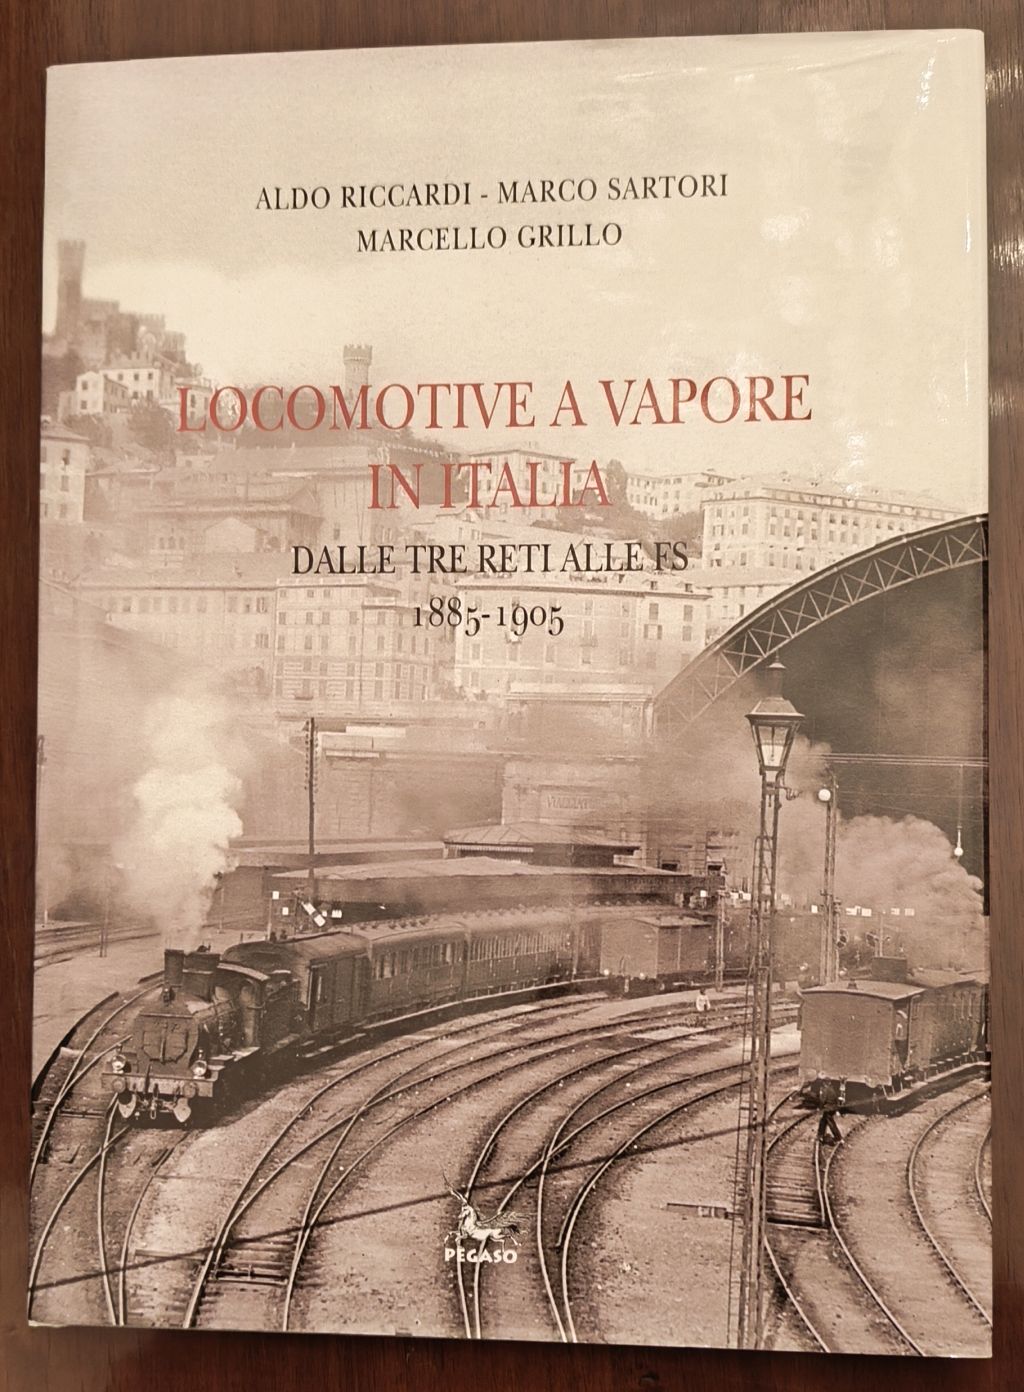 ALDO RICCARDI - MARCO SARTORI
MARCELLO GRILLO
LOCOMOTIVE A VAPORE
IN ITALIA
DALLE TRE RETI ALLE FS
1885-1905
PEGASO